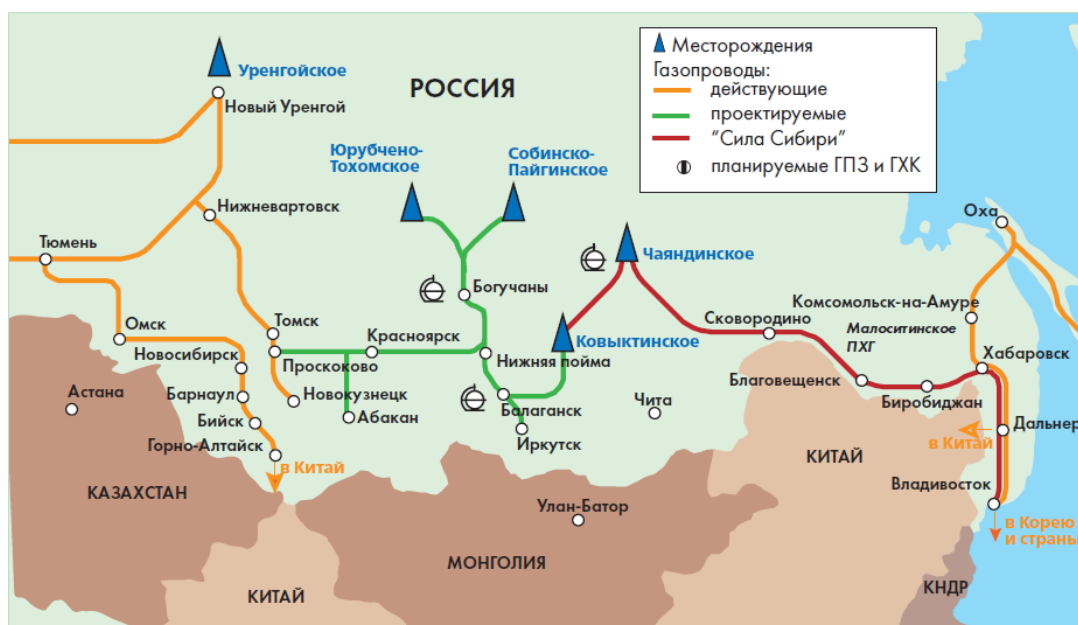 Уренгойское
Новый Уренгой
РОССИЯ
Месторождения
Газопроводы:
действующие
проектируемые
"Сила Сибири"
планируемые ГПЗ и ГХК
Юрубчено-
Тохомское
Собинско-
Пайгинское
Нижневартовск
Оха
Тюмень
Чаяндинское
Богучаны
Комсомольск-на-Амуре
Сковородино
Малоситинское
ПХГ
Омск
Томск
Красноярск
Ковыктинское
Хабаровск
Новосибирск
Проскоково
Нижняя пойма
Благовещенск
Астана
Барнаул
Новокузнецк
Абакан
Балаганск
Чита
Биробиджан
Бийск
Иркутск
Дальнер
Горно-Алтайск
в Китай
в Китай
КИТАЙ
КАЗАХСТАН
Владивосток
Улан-Батор
в Корею
и страны
МОНГОЛИЯ
КИТАЙ
КНДР